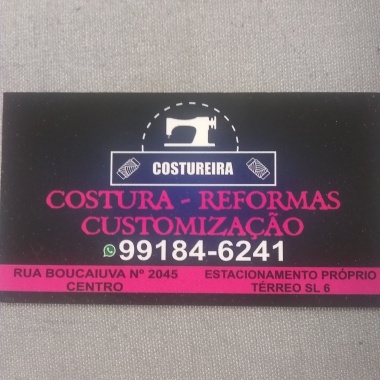 COSTUREIRA
COSTURA - REFORMAS
CUSTOMIZAÇÃO
99184-6241
RUA BOUCAIUVA Nº 2045
CENTRO
ESTACIONAMENTO PRÓPRIO
TÉRREO SL 6